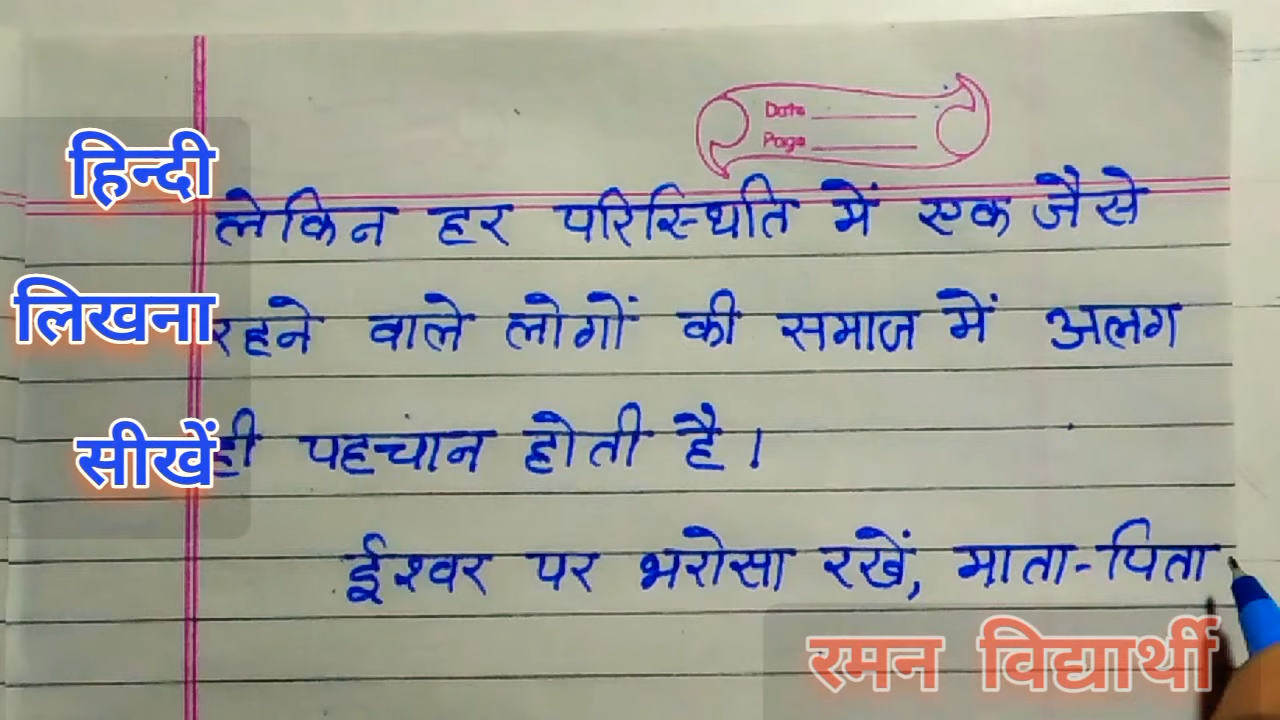 Date
Page
हिन्दी
लिखना
सीखें
लेकिन हर परिस्थिति में एक जैसे
रहने वाले लोगों की समाज में अलग
ही पहचान होती है।
ईश्वर पर भरोसा रखें, माता-पिता
रमन विद्यार्थी